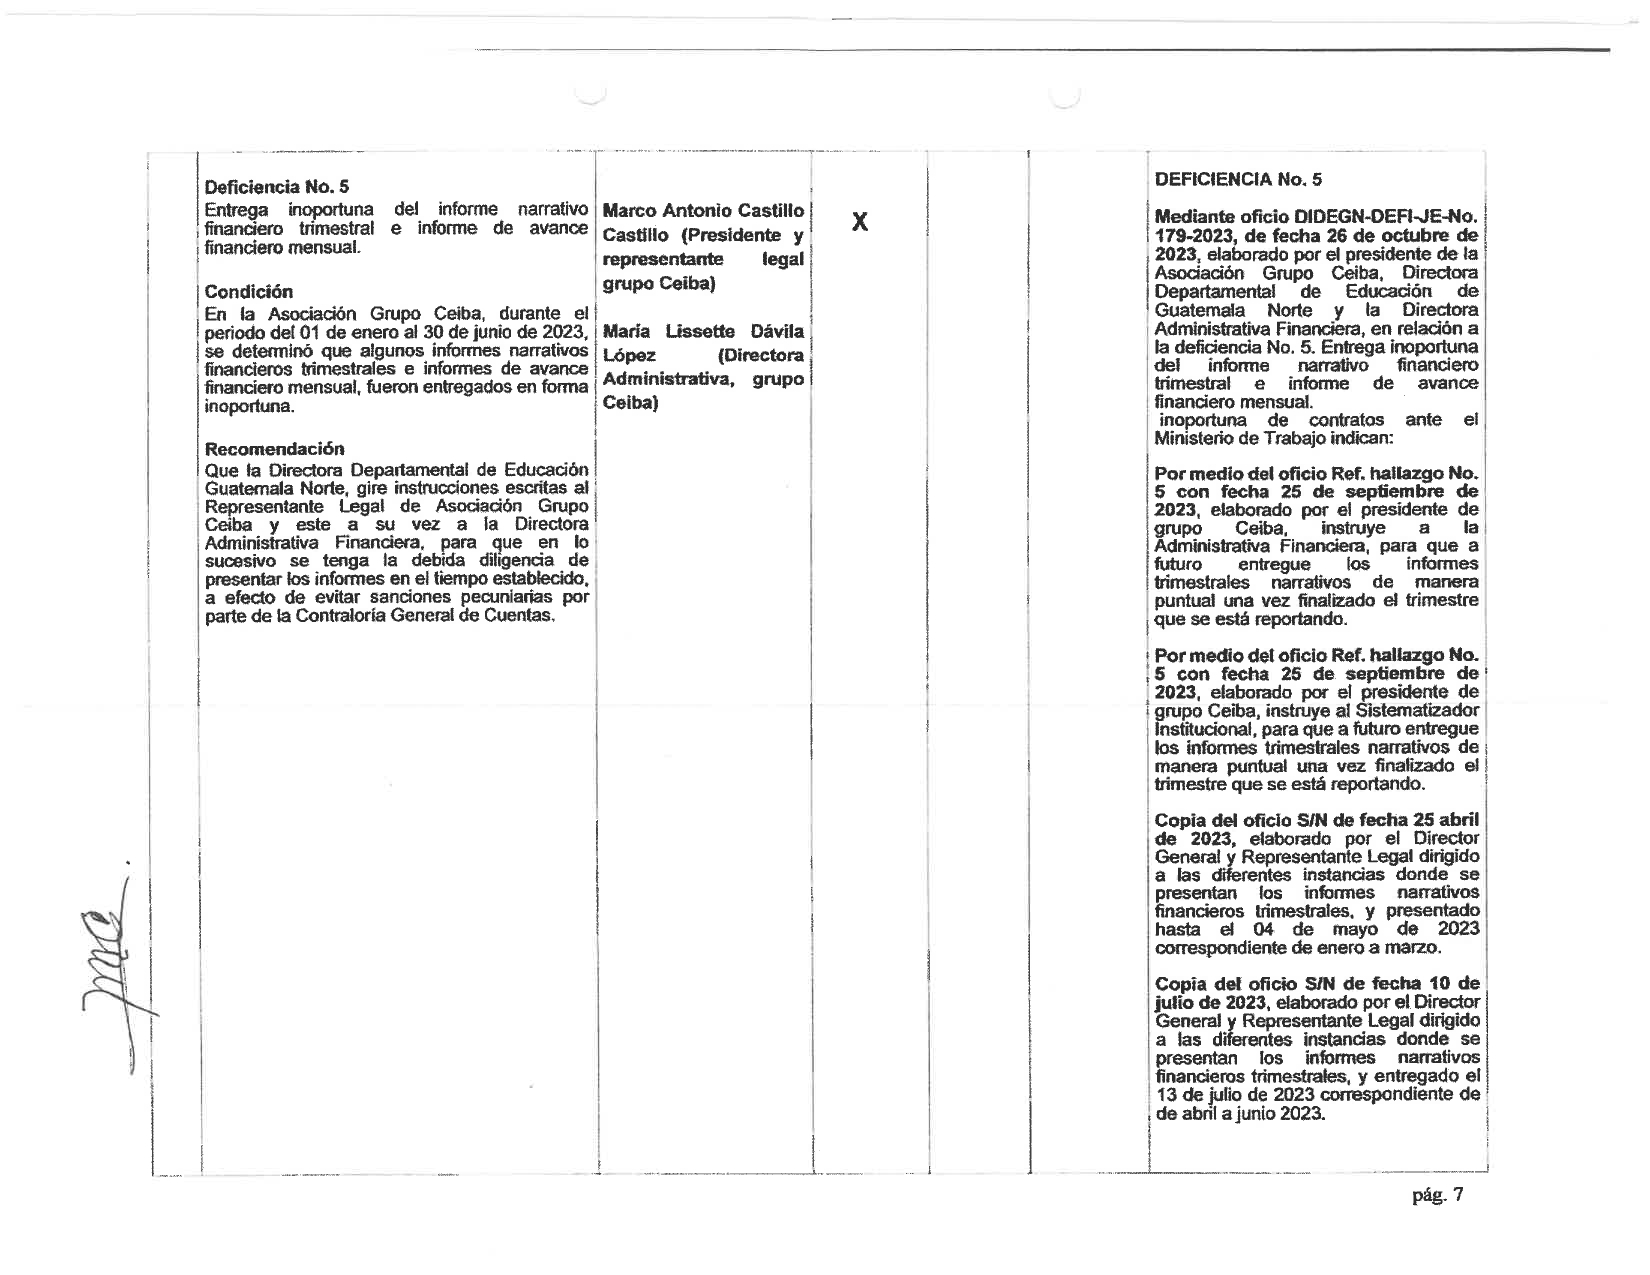 Deficiencia No. 5
Entrega inoportuna del informe narrativo
financiero trimestral e informe de avance
financiero mensual.
Condición
En la Asociación Grupo Ceiba, durante el
periodo del 01 de enero al 30 de junio de 2023,
se determinó que algunos informes narrativos
financieros trimestrales e informes de avance
financiero mensual, fueron entregados en forma
inoportuna.
Recomendación
Que la Directora Departamental de Educación
Guatemala Norte, gire instrucciones escritas al
Representante Legal de Asociación Grupo
Ceiba y este a su vez a la Directora
Administrativa Financiera, para que en lo
sucesivo se tenga la debida diligencia de
presentar los informes en el tiempo establecido,
a efecto de evitar sanciones pecuniarias por
parte de la Contraloría General de Cuentas.
Marco Antonio Castillo
Castillo (Presidente y
representante legal
grupo Ceiba)
María Lissette Dávila
López (Directora
Administrativa, grupo
Ceiba)
X
DEFICIENCIA No. 5
Mediante oficio DIDEGN-DEFI-JE-No.
179-2023, de fecha 26 de octubre de
2023, elaborado por el presidente de la
Asociación Grupo Ceiba, Directora
Departamental de Educación de
Guatemala Norte y la Directora
Administrativa Financiera, en relación a
la deficiencia No. 5. Entrega inoportuna
del informe narrativo financiero
trimestral e informe de avance
financiero mensual.
inoportuna de contratos ante el
Ministerio de Trabajo indican:
Por medio del oficio Ref. hallazgo No.
5 con fecha 25 de septiembre de
2023, elaborado por el presidente de
grupo Ceiba, instruye a la
Administrativa Financiera, para que a
futuro entregue los informes
trimestrales narrativos de manera
puntual una vez finalizado el trimestre
que se está reportando.
Por medio del oficio Ref. hallazgo No.
5 con fecha 25 de septiembre de
2023, elaborado por el presidente de
grupo Ceiba, instruye al Sistematizador
Institucional, para que a futuro entregue
los informes trimestrales narrativos de
manera puntual una vez finalizado el
trimestre que se está reportando.
Copia del oficio S/N de fecha 25 abril
de 2023, elaborado por el Director
General y Representante Legal dirigido
a las diferentes instancias donde se
presentan los informes narrativos
financieros trimestrales, y presentado
hasta el 04 de mayo de 2023
correspondiente de enero a marzo.
Copia del oficio S/N de fecha 10 de
julio de 2023, elaborado por el Director
General y Representante Legal dirigido
a las diferentes instancias donde se
presentan los informes narrativos
financieros trimestrales, y entregado el
13 de julio de 2023 correspondiente de
de abril a junio 2023.
pág. 7